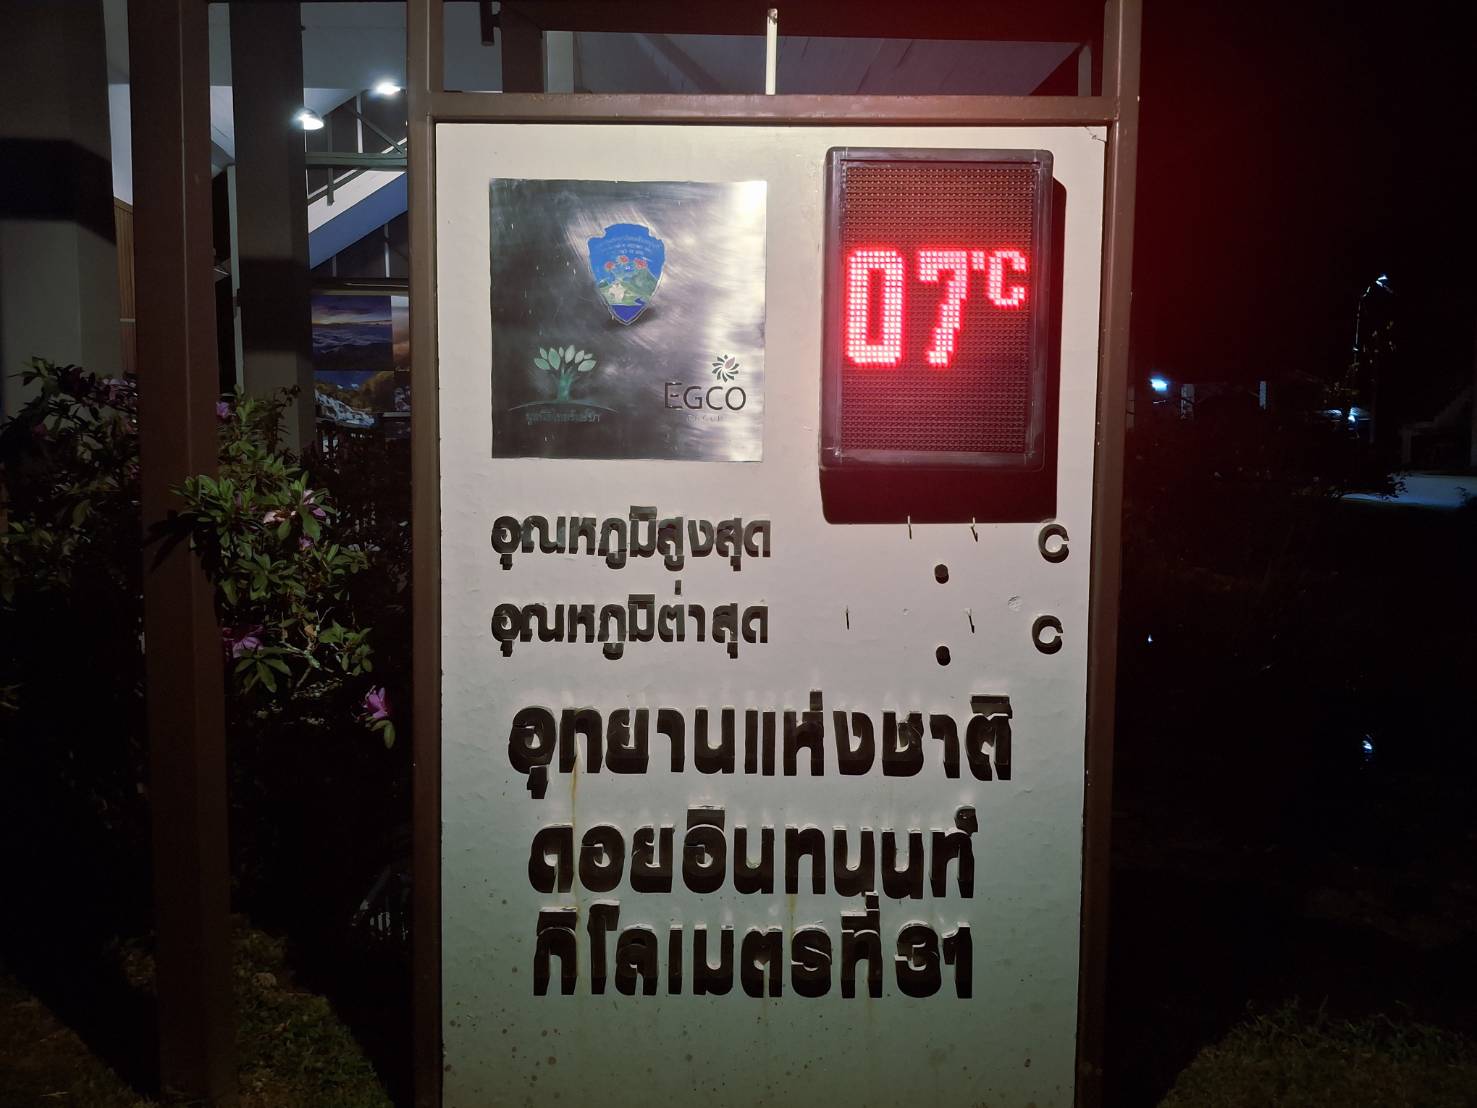 07°C
EGCO
GROUP
อุณหภูมิสูงสุด . C
อุณหภูมิต่ำสุด . C
อุทยานแห่งชาติ
ดอยอินทนนท์
กิโลเมตรที่31